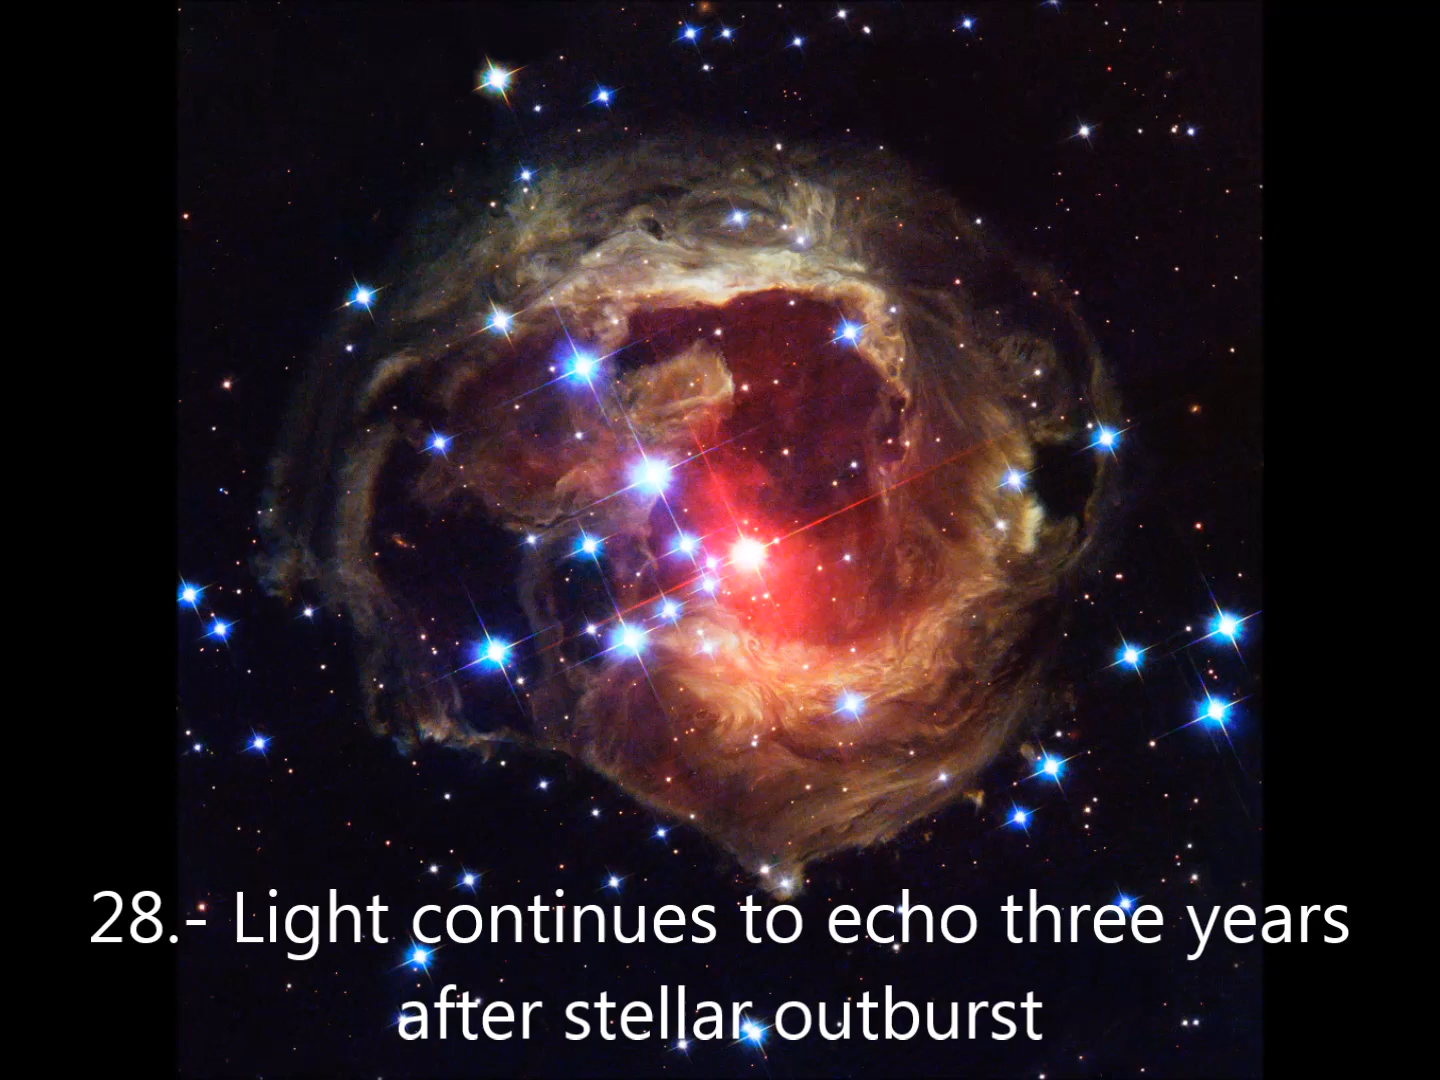 28.- Light continues to echo three years
after stellar outburst